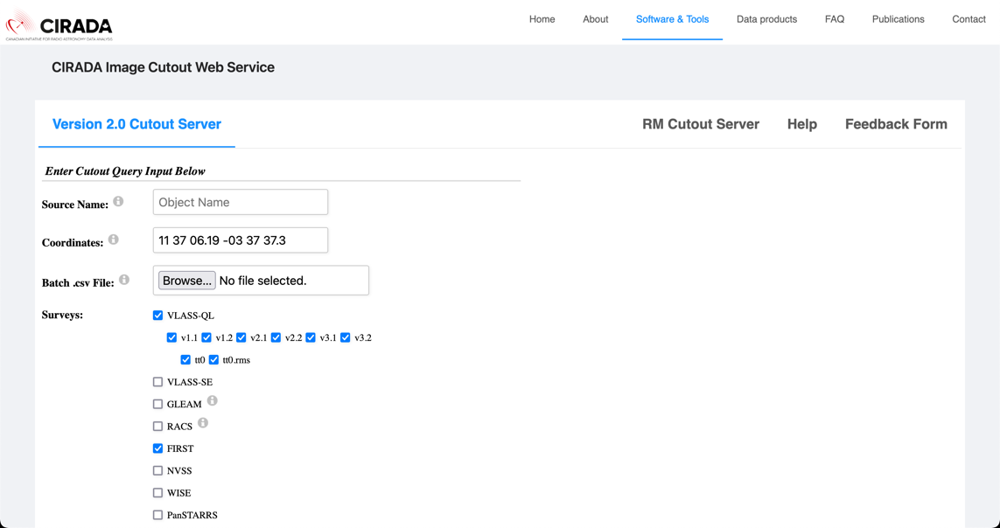 CIRADA
CANADIAN INITIATIVE FOR RADIO ASTRONOMY DATA ANALYSIS
Home About Software & Tools Data products FAQ Publications Contact
CIRADA Image Cutout Web Service
Version 2.0 Cutout Server RM Cutout Server Help Feedback Form
Enter Cutout Query Input Below
Source Name: Object Name
Coordinates: 11 37 06.19 -03 37 37.3
Batch .csv File: Browse... No file selected.
Surveys: VLASS-QL
v1.1 v1.2 v2.1 v2.2 v3.1 v3.2
tt0 tt0.rms
VLASS-SE
GLEAM
RACS
FIRST
NVSS
WISE
PanSTARRS